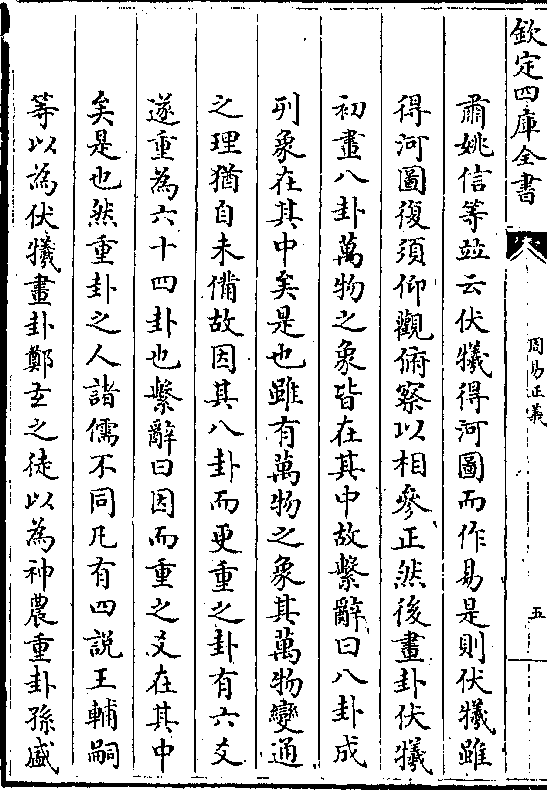 欽定四庫全書
周易正義
五
肅姚信等並云伏犧得河圖而作易是則伏犧雖
得河圖復須仰觀俯察以相參正然後畫卦伏犧
初畫八卦萬物之象皆在其中故繫辭曰八卦成
列象在其中矣是也雖有萬物之象其萬物變通
之理猶自未備故因其八卦而更重之卦有六爻
遂重為六十四卦也繫辭曰因而重之爻在其中
矣是也然重卦之人諸儒不同凡有四說王輔嗣
等以為伏犧畫卦鄭𤣥之徒以為神農重卦孫盛